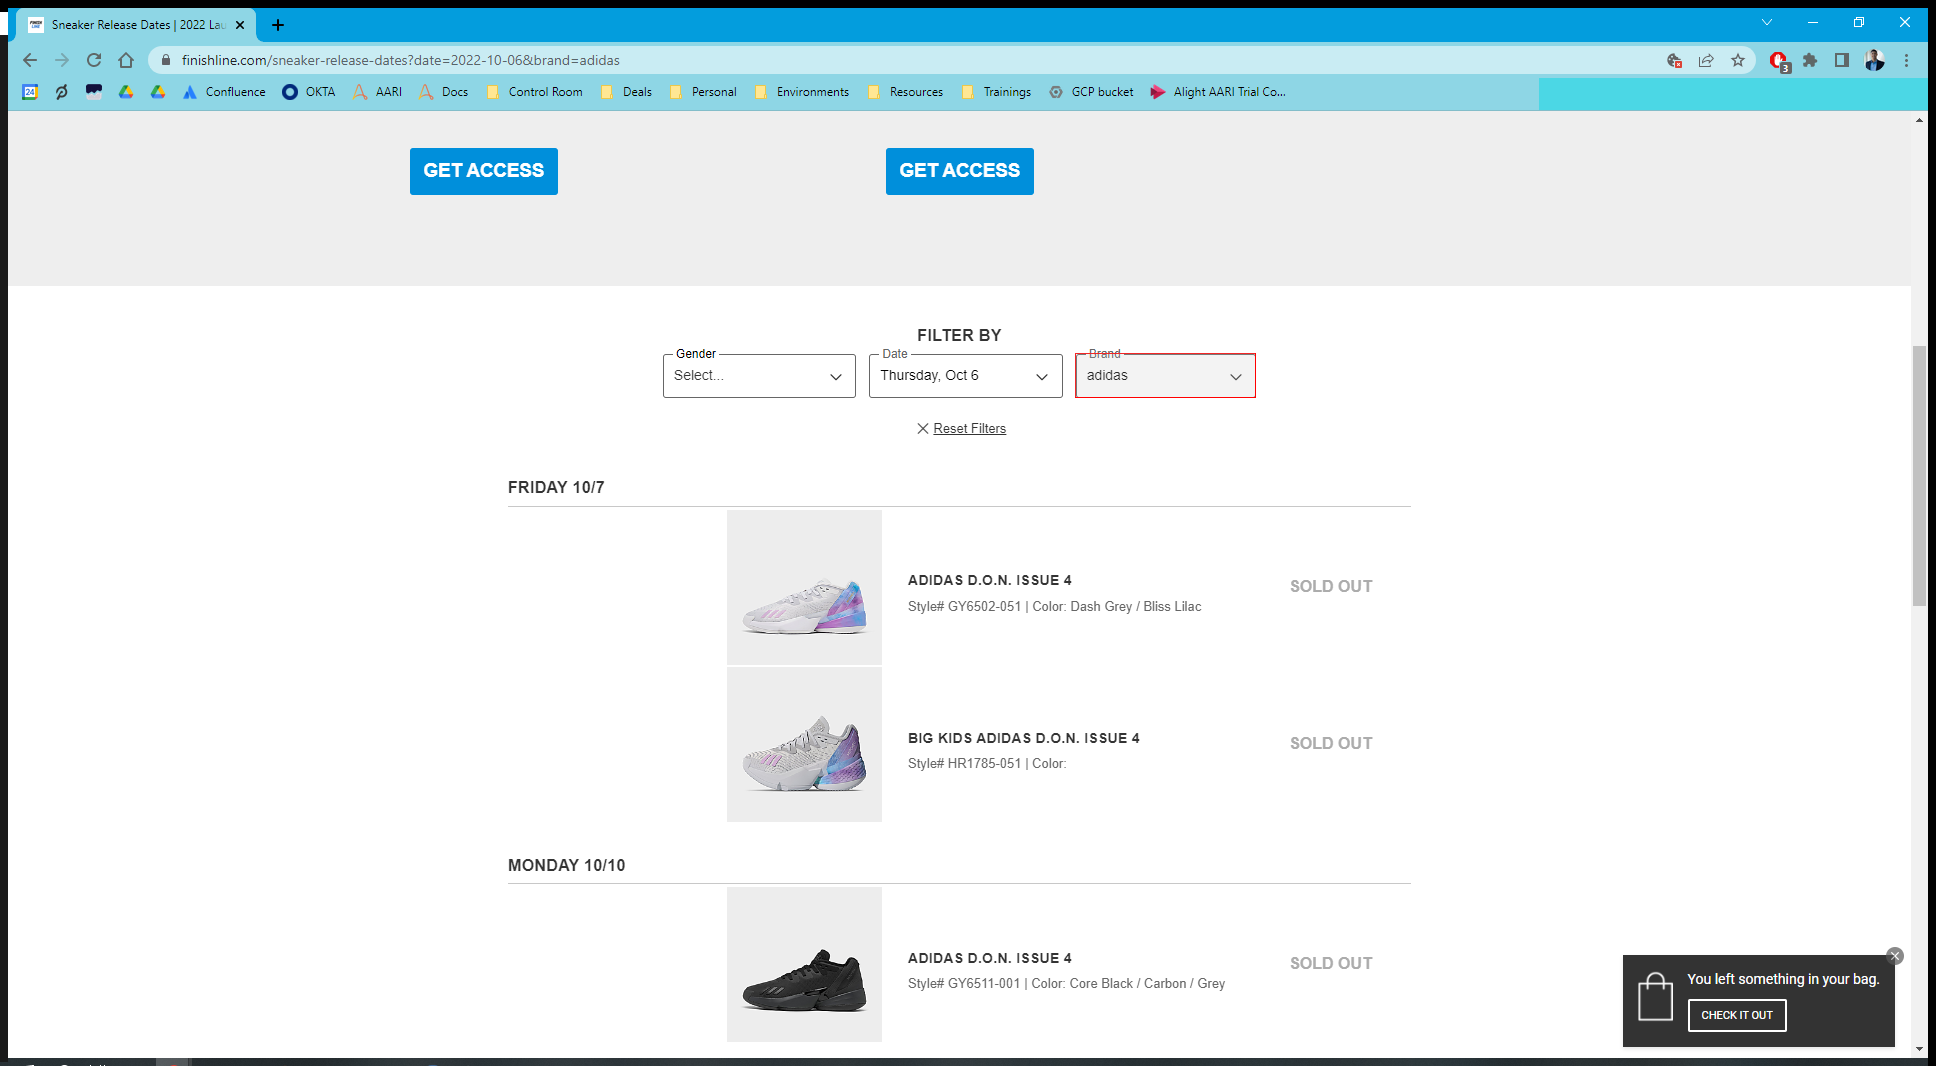 Sneaker Release Dates | 2022 Lau
finishline.com/sneaker-release-dates?date=2022-10-06&brand=adidas
3
24
Confluence
OKTA
AARI
Docs
Control Room
Deals
Personal
Environments
Resources
Trainings
GCP bucket
Alight AARI Trial Co...
GET ACCESS
GET ACCESS
FILTER BY
Gender
Select...
Date
Thursday, Oct 6
Brand
adidas
Reset Filters
FRIDAY 10/7
ADIDAS D.O.N. ISSUE 4
Style# GY6502-051 | Color: Dash Grey / Bliss Lilac
SOLD OUT
BIG KIDS ADIDAS D.O.N. ISSUE 4
Style# HR1785-051 | Color:
SOLD OUT
MONDAY 10/10
ADIDAS D.O.N. ISSUE 4
Style# GY6511-001 | Color: Core Black / Carbon / Grey
SOLD OUT
You left something in your bag.
CHECK IT OUT